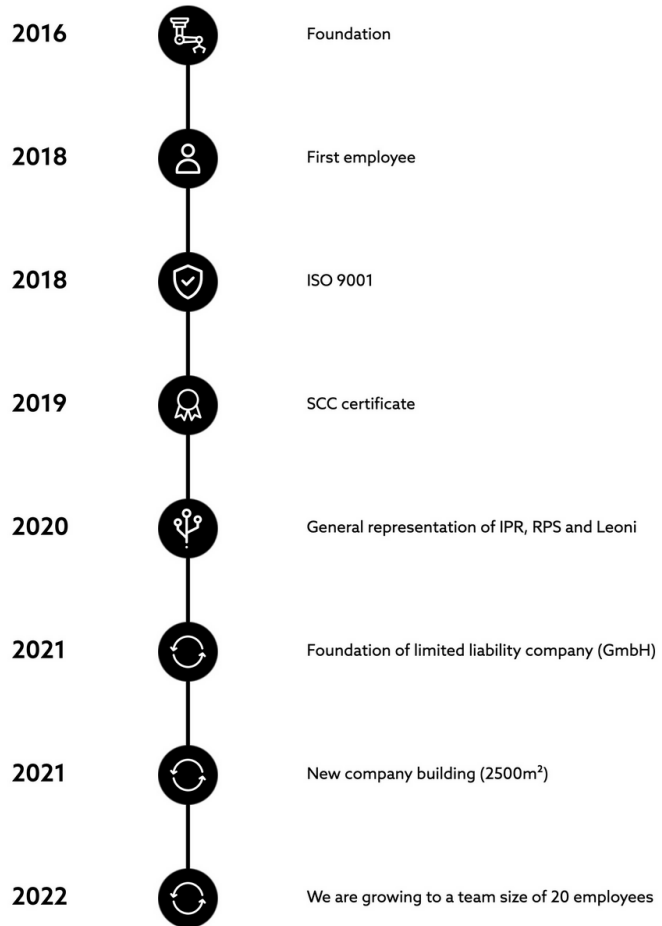 2016 Foundation
2018 First employee
2018 ISO 9001
2019 SCC certificate
2020 General representation of IPR, RPS and Leoni
2021 Foundation of limited liability company (GmbH)
2021 New company building (2500m²)
2022 We are growing to a team size of 20 employees